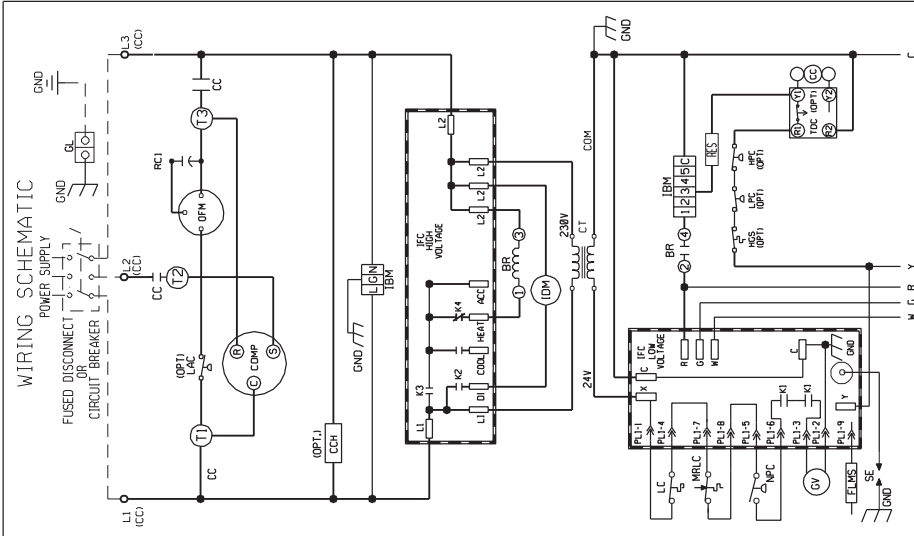 WIRING SCHEMATIC
POWER SUPPLY
FUSED DISCONNECT
OR
CIRCUIT BREAKER
GND
GND
GL
L1
(CC)
L2
(CC)
L3
(CC)
CC
T2
CC
T1
(OPT)
LAC
OFM
RC1
T3
CC
COMP
R
S
C
(OPT.)
CCH
GND
L
G
N
IBM
IFC
HIGH
VOLTAGE
L1
K3
K2
K4
L1
D1
COOL
HEAT
ACC
L2
L2
L2
L2
BR
1
3
IDM
230V
CT
24V
COM
GND
BR
2
4
IBM
1
2
3
4
5
C
RES
HGS
(OPT)
LPC
(OPT)
HPC
(OPT)
TDC (OPT)
R1
Y1
R2
Y2
CC
IFC
LOW
VOLTAGE
X
C
R
G
W
C
GND
Y
K1
K1
PL1-1
PL1-4
PL1-7
PL1-8
PL1-5
PL1-6
PL1-3
PL1-2
PL1-9
LC
MRLC
NPC
GV
FLMS
SE
GND
C
Y
R
G
W